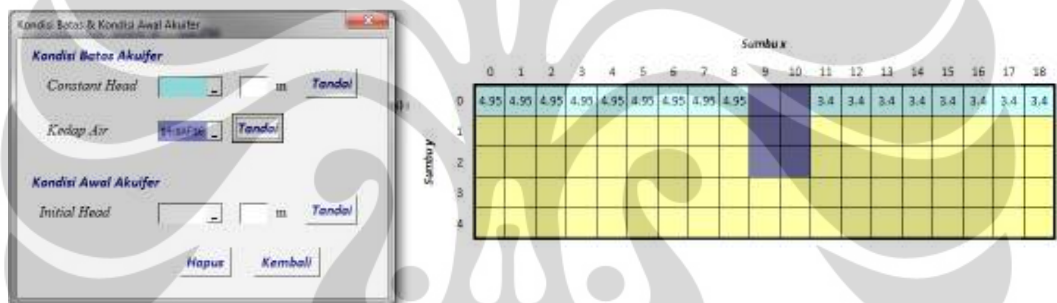 Kondisi Batas & Kondisi Awal Akuifer
Kondisi Batas Akuifer
Constant Head m Tandai
Kedap Air Tandai
Kondisi Awal Akuifer
Initial Head m Tandai
Hapus Kembali
Sumbu x
0 1 2 3 4 5 6 7 8 9 10 11 12 13 14 15 16 17 18
Sumbu y
0 4.95 4.95 4.95 4.95 4.95 4.95 4.95 4.95 4.95 3.4 3.4 3.4 3.4 3.4 3.4 3.4 3.4
1
2
3
4